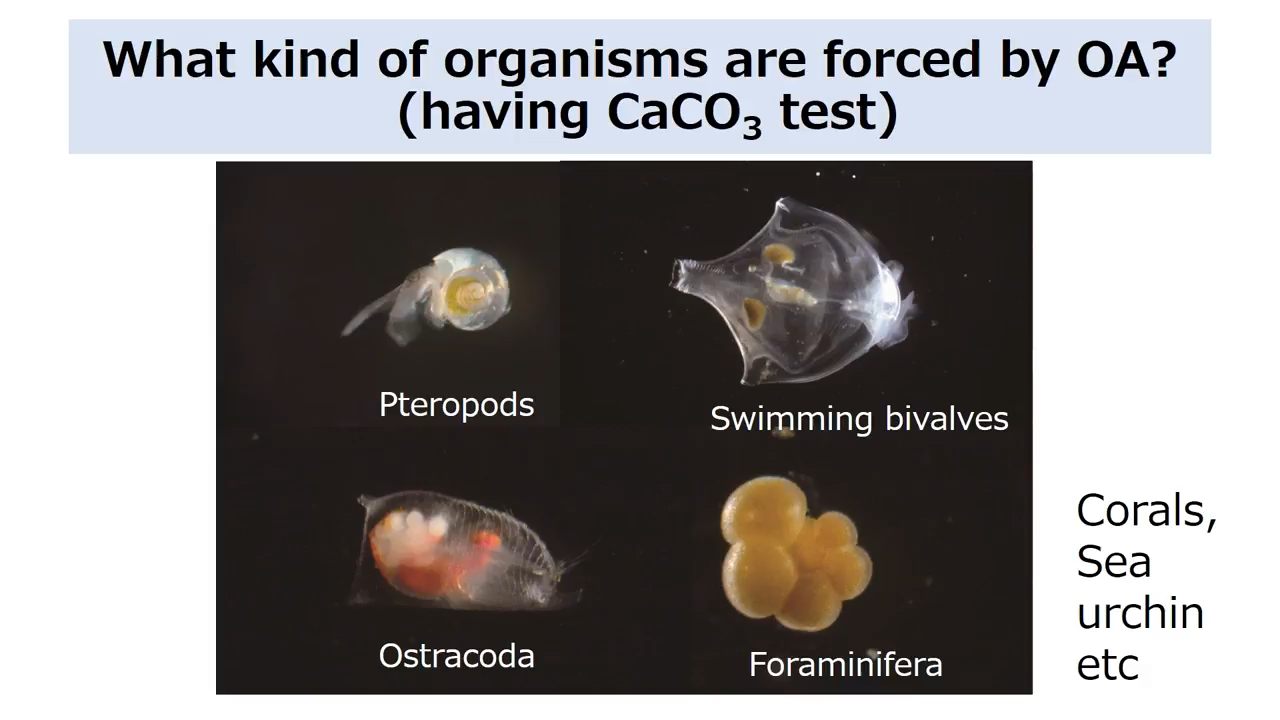 What kind of organisms are forced by OA?
(having CaCO₃ test)
Pteropods
Swimming bivalves
Ostracoda
Foraminifera
Corals,
Sea
urchin
etc